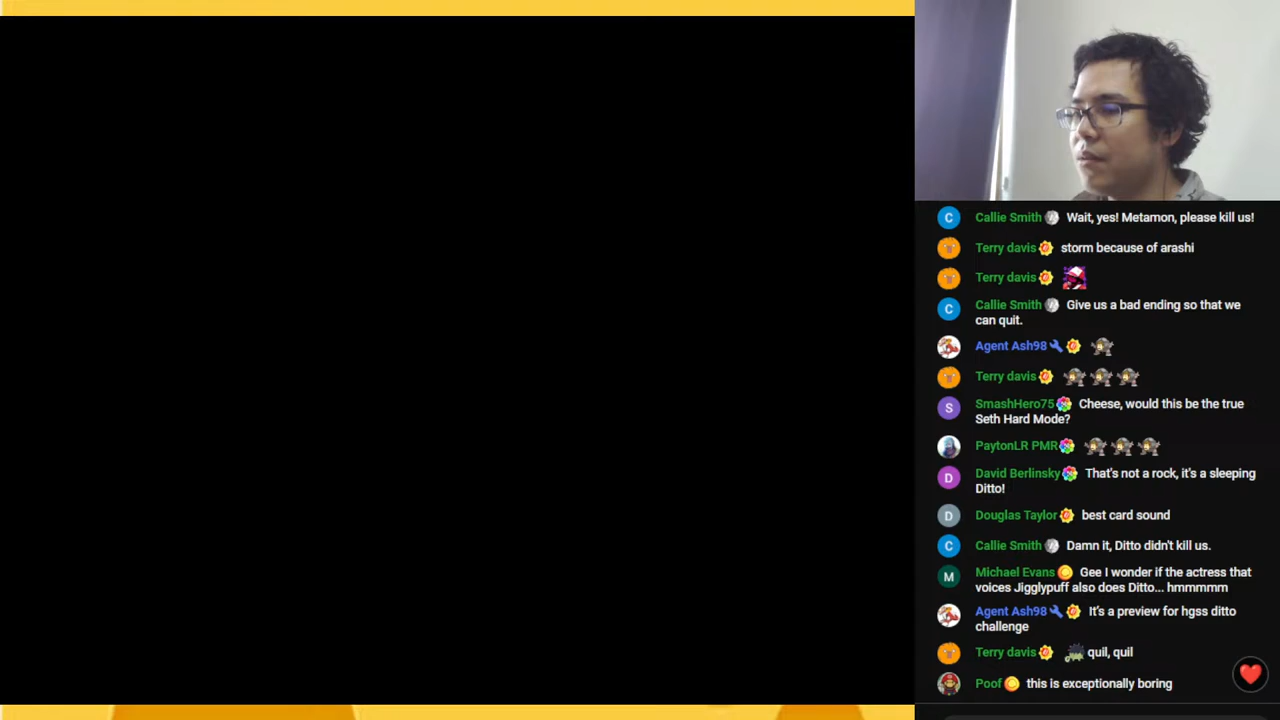 C Callie Smith Wait, yes! Metamon, please kill us!
Terry davis storm because of arashi
Terry davis
C Callie Smith Give us a bad ending so that we
can quit.
Agent Ash98
Terry davis
S SmashHero75 Cheese, would this be the true
Seth Hard Mode?
PaytonLR PMR
D David Berlinsky That's not a rock, it's a sleeping
Ditto!
D Douglas Taylor best card sound
C Callie Smith Damn it, Ditto didn't kill us.
M Michael Evans Gee I wonder if the actress that
voices Jigglypuff also does Ditto... hmmmmm
Agent Ash98 It's a preview for hgss ditto
challenge
Terry davis quil, quil
Poof this is exceptionally boring